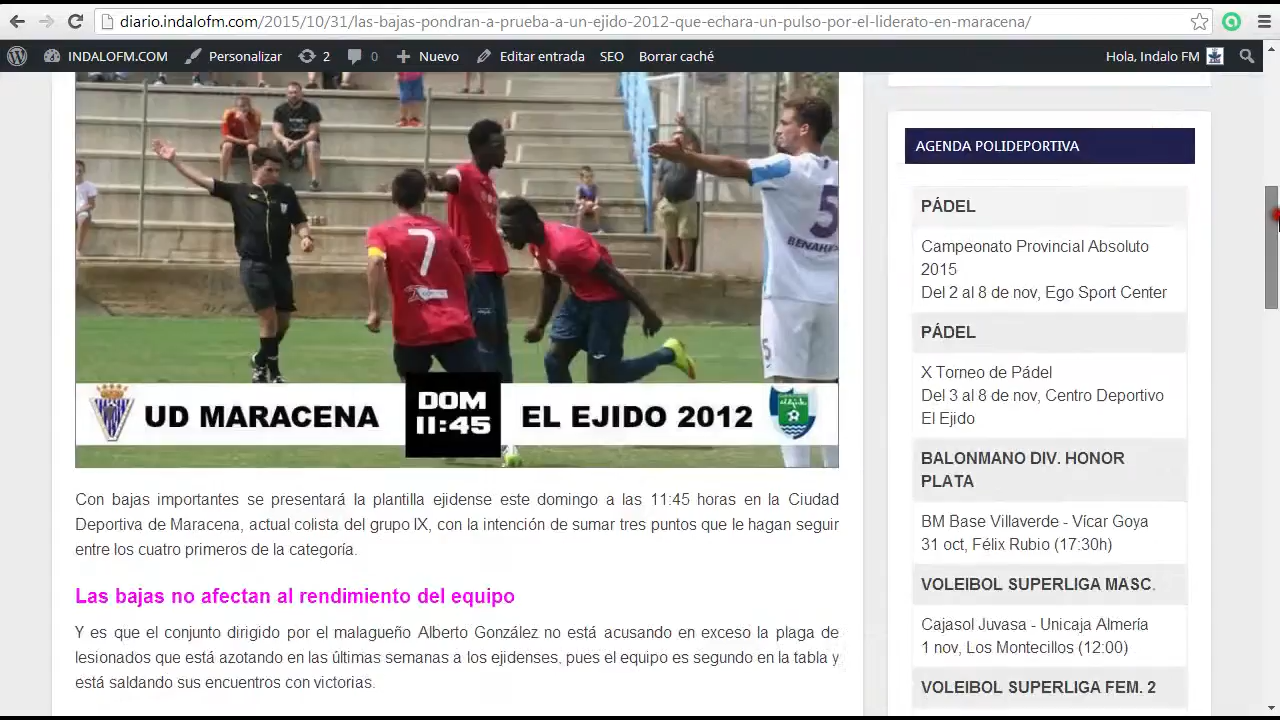 diario.indalofm.com/2015/10/31/las-bajas-pondran-a-prueba-a-un-ejido-2012-que-echara-un-pulso-por-el-liderato-en-maracena/
INDALOFM.COM Personalizar 2 0 Nuevo Editar entrada SEO Borrar caché Hola, Indalo FM
7
5
BENARE
5
UD MARACENA DOM 11:45 EL EJIDO 2012
Con bajas importantes se presentará la plantilla ejidense este domingo a las 11:45 horas en la Ciudad
Deportiva de Maracena, actual colista del grupo IX, con la intención de sumar tres puntos que le hagan seguir
entre los cuatro primeros de la categoría.
Las bajas no afectan al rendimiento del equipo
Y es que el conjunto dirigido por el malagueño Alberto González no está acusando en exceso la plaga de
lesionados que está azotando en las últimas semanas a los ejidenses, pues el equipo es segundo en la tabla y
está saldando sus encuentros con victorias.
AGENDA POLIDEPORTIVA
PÁDEL
Campeonato Provincial Absoluto
2015
Del 2 al 8 de nov, Ego Sport Center
PÁDEL
X Torneo de Pádel
Del 3 al 8 de nov, Centro Deportivo
El Ejido
BALONMANO DIV. HONOR
PLATA
BM Base Villaverde - Vícar Goya
31 oct, Félix Rubio (17:30h)
VOLEIBOL SUPERLIGA MASC.
Cajasol Juvasa - Unicaja Almería
1 nov, Los Montecillos (12:00)
VOLEIBOL SUPERLIGA FEM. 2